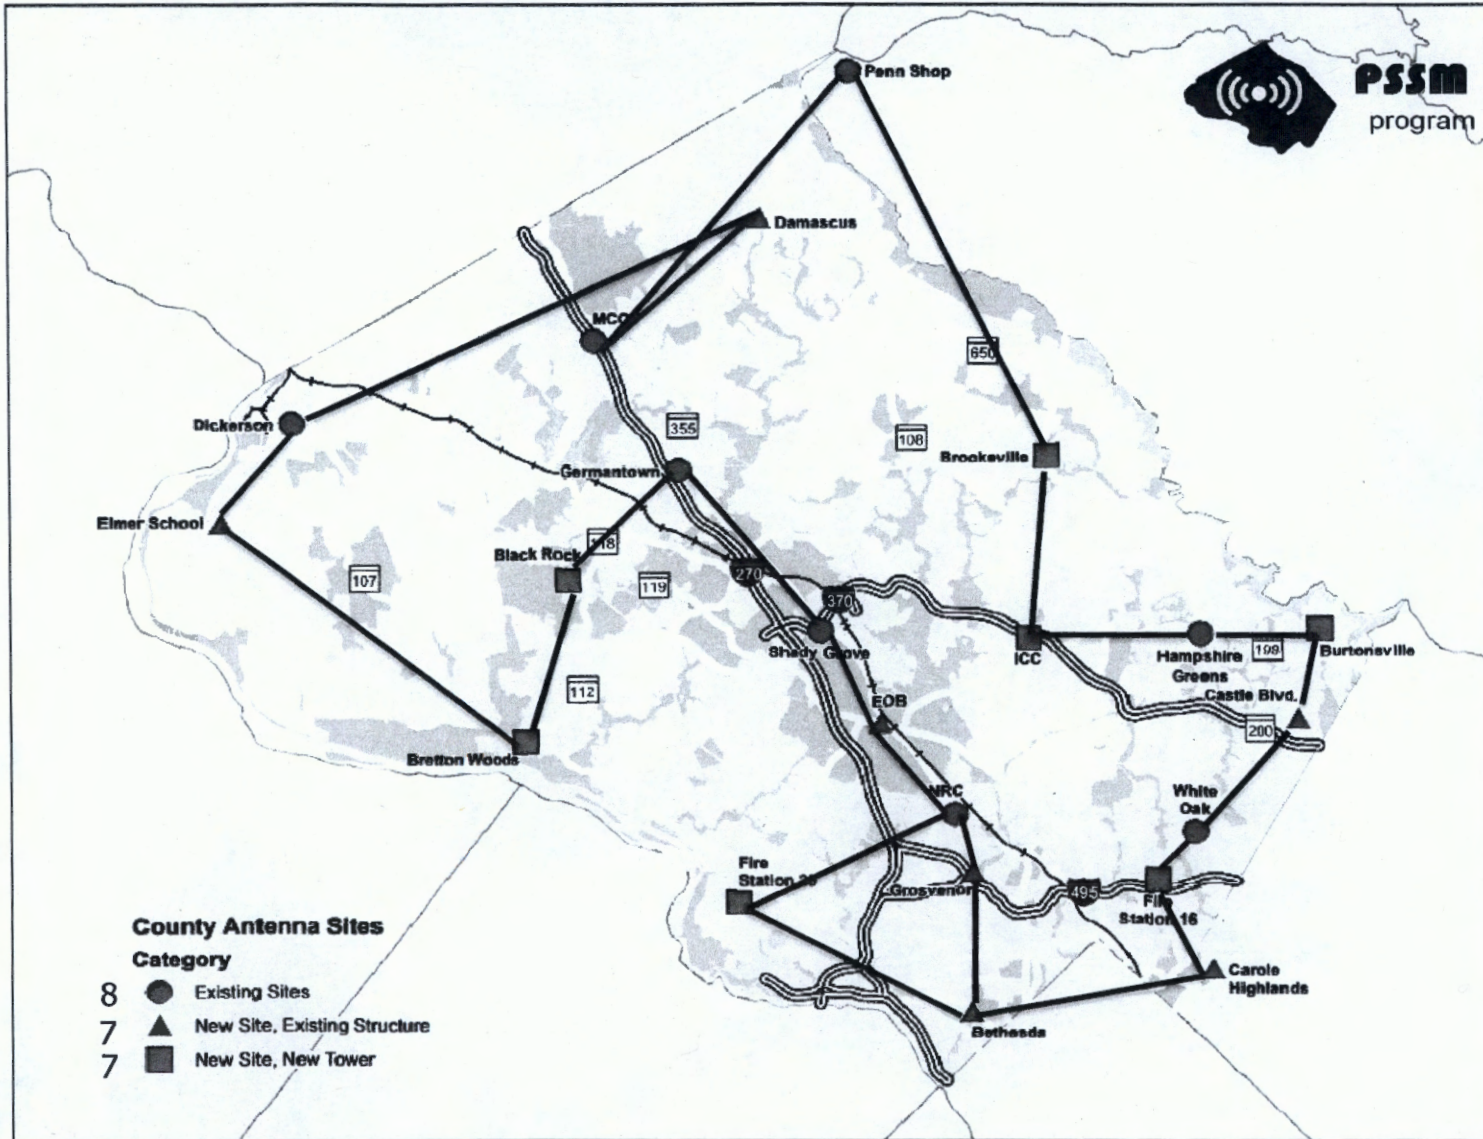 PSSM
program
Penn Shop
Damascus
MCC
650
Dickerson
355
108
Brookeville
Germantown
Elmer School
118
Black Rock
107
119
270
370
Shady Grove
ICC
Hampshire
Greens
198
Burtonsville
Castle Blvd.
112
EOB
200
Bretton Woods
NRC
White
Oak
Fire
Station
Grosvenor
495
Fire
Station 16
Carole
Highlands
Bethesda
County Antenna Sites
Category
8 Existing Sites
7 New Site, Existing Structure
7 New Site, New Tower